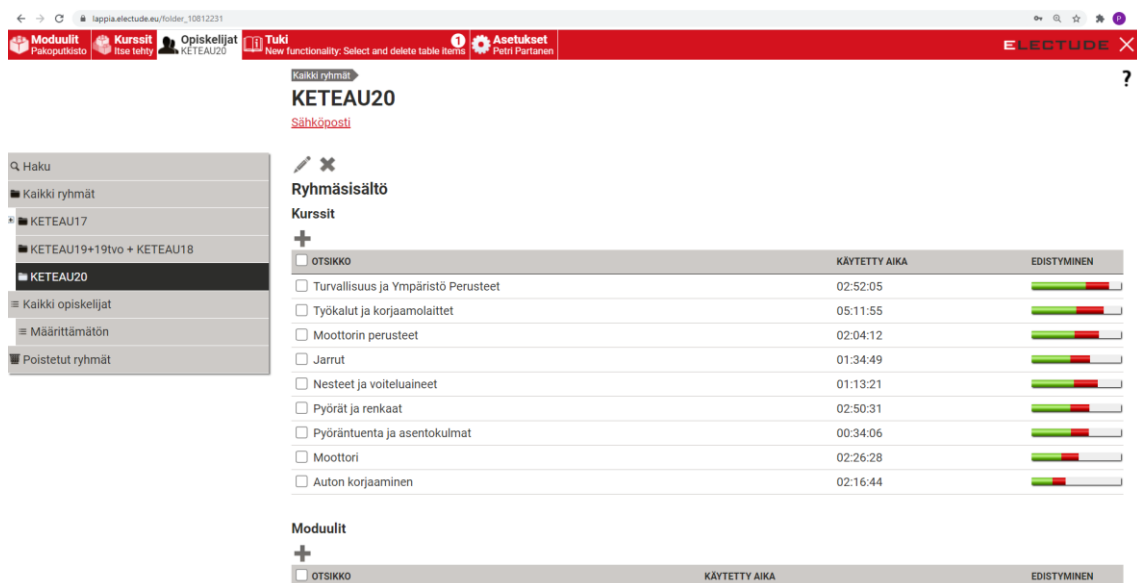 lappia.electude.eu/folder_10812231
Moduulit
Pakoputkisto
Kurssit
Itse tehty
Opiskelijat
KETEAU20
Tuki
New functionality: Select and delete table items
1
Asetukset
Petri Partanen
ELECTUDE
P
Kaikki ryhmät
?
KETEAU20
Sähköposti
Haku
Kaikki ryhmät
KETEAU17
KETEAU19+19tvo + KETEAU18
KETEAU20
Kaikki opiskelijat
Määrittämätön
Poistetut ryhmät
Ryhmäsisältö
Kurssit
OTSIKKO KÄYTETTY AIKA EDISTYMINEN
Turvallisuus ja Ympäristö Perusteet 02:52:05
Työkalut ja korjaamolaittet 05:11:55
Moottorin perusteet 02:04:12
Jarrut 01:34:49
Nesteet ja voiteluaineet 01:13:21
Pyörät ja renkaat 02:50:31
Pyöräntuenta ja asentokulmat 00:34:06
Moottori 02:26:28
Auton korjaaminen 02:16:44
Moduulit
OTSIKKO KÄYTETTY AIKA EDISTYMINEN